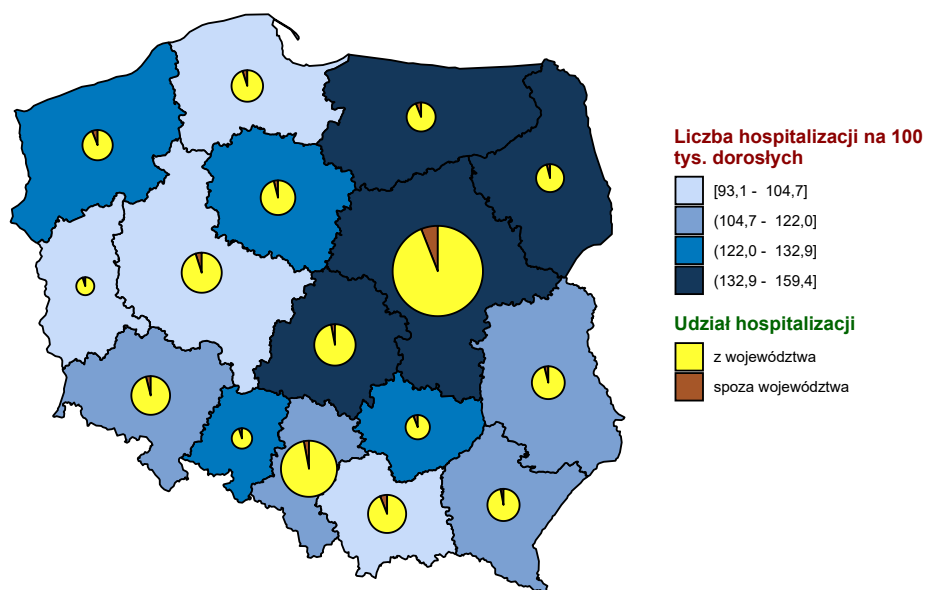 Liczba hospitalizacji na 100
tys. dorosłych
[93,1 - 104,7]
(104,7 - 122,0]
(122,0 - 132,9]
(132,9 - 159,4]
Udział hospitalizacji
z województwa
spoza województwa